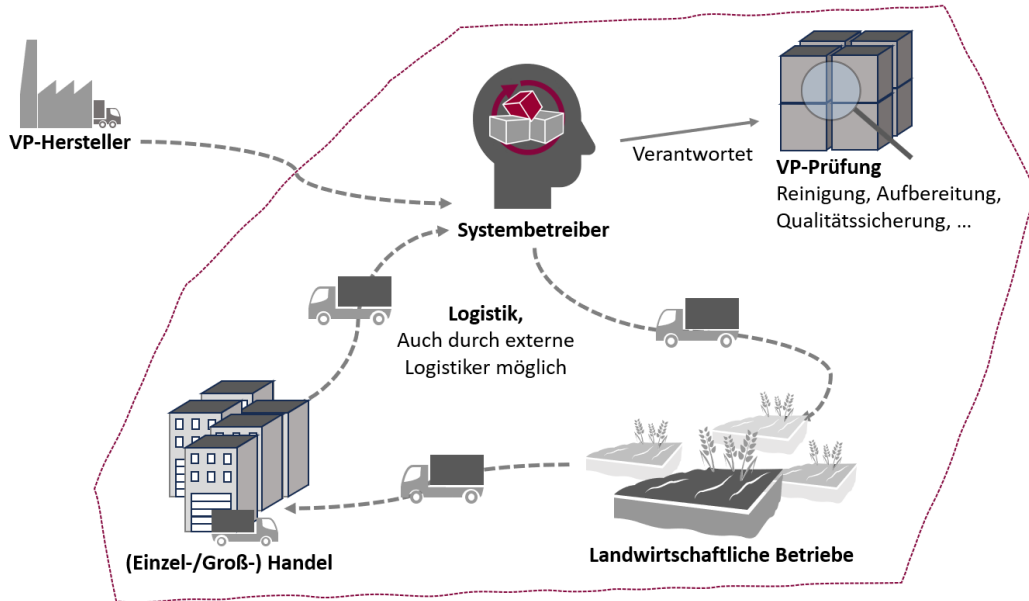 VP-Hersteller
Systembetreiber
Verantwortet
VP-Prüfung
Reinigung, Aufbereitung,
Qualitätssicherung, ...
Logistik,
Auch durch externe
Logistiker möglich
(Einzel-/Groß-) Handel
Landwirtschaftliche Betriebe